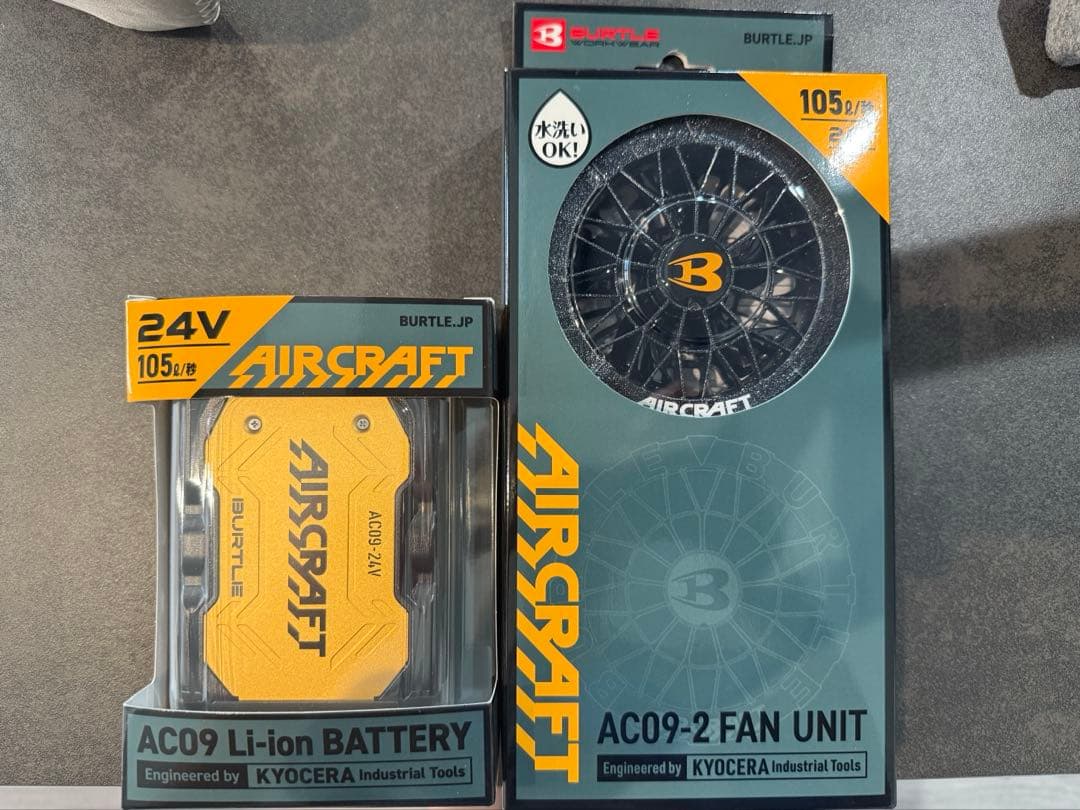 BURTLE
WORKWEAR
BURTLE.JP
水洗い
OK!
105ℓ/秒
B
AIRCRAFT
AIRCRAFT
BURTLE
B
AC09-2 FAN UNIT
Engineered by KYOCERA Industrial Tools
24V
105ℓ/秒
BURTLE.JP
AIRCRAFT
AIRCRAFT
BURTLE
AC09-24V
AC09 Li-ion BATTERY
Engineered by KYOCERA Industrial Tools